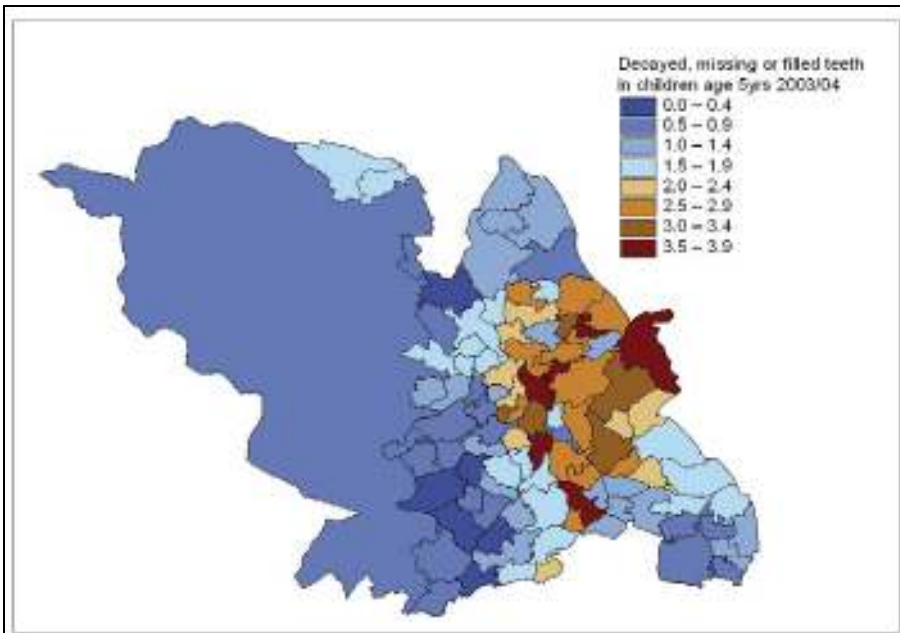 Decayed, missing or filled teeth
in children age 5yrs 2003/04
0.0 – 0.4
0.5 – 0.9
1.0 – 1.4
1.5 – 1.9
2.0 – 2.4
2.5 – 2.9
3.0 – 3.4
3.5 – 3.9